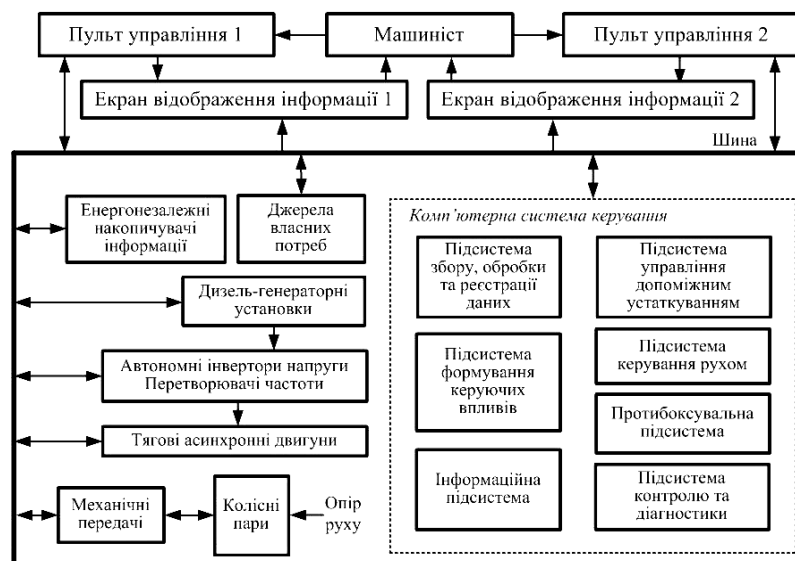 Пульт управління 1
Машиніст
Пульт управління 2
Екран відображення інформації 1
Екран відображення інформації 2
Шина
Енергонезалежні
накопичувачі
інформації
Джерела
власних
потреб
Дизель-генераторні
установки
Автономні інвертори напруги
Перетворювачі частоти
Тягові асинхронні двигуни
Механічні
передачі
Колісні
пари
Опір
руху
Комп’ютерна система керування
Підсистема
збору, обробки
та реєстрації
даних
Підсистема
управління
допоміжним
устаткуванням
Підсистема
формування
керуючих
впливів
Підсистема
керування рухом
Протибоксувальна
підсистема
Інформаційна
підсистема
Підсистема
контролю та
діагностики